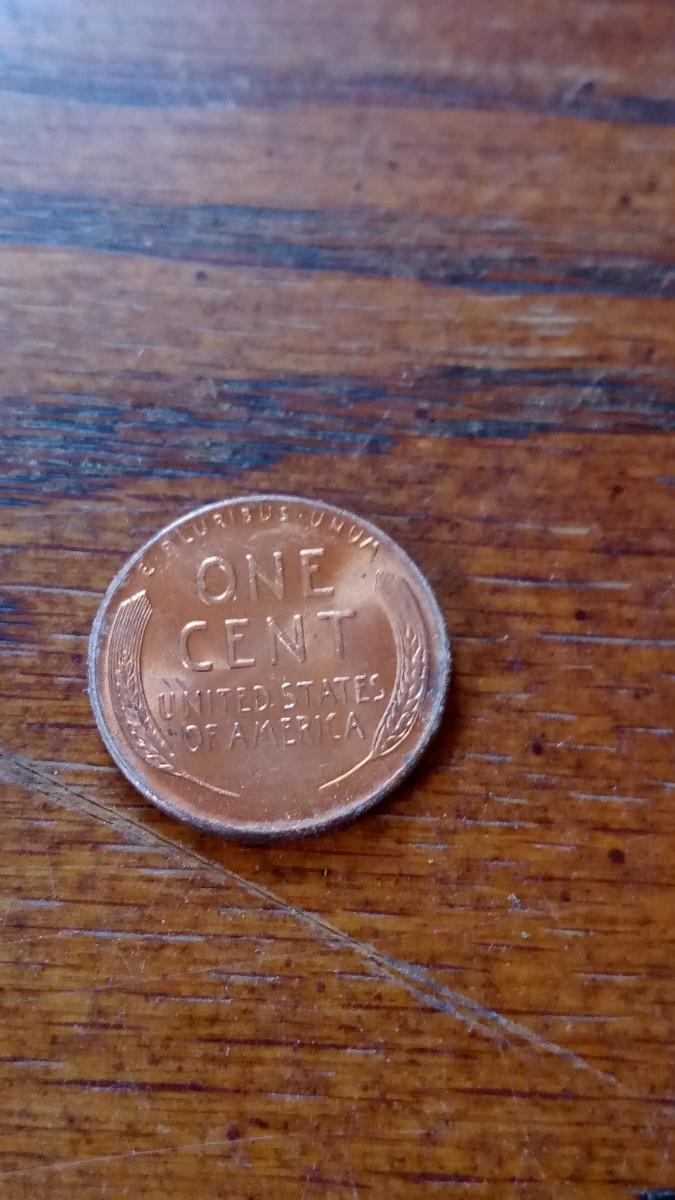 E·PLURIBUS·UNUM
ONE
CENT
UNITED STATES
OF AMERICA